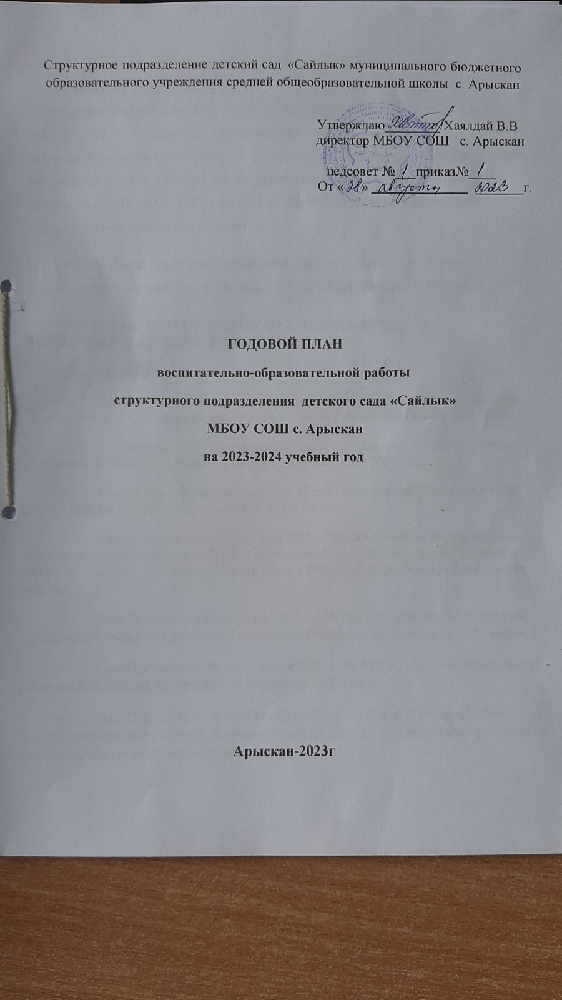 Структурное подразделение детский сад «Сайлык» муниципального бюджетного
образовательного учреждения средней общеобразовательной школы с. Арыскан
Утверждаю Хаялдай В.В
директор МБОУ СОШ с. Арыскан
педсовет № 1 приказ№ 1
От « 28 » августа 2023 г.
ГОДОВОЙ ПЛАН
воспитательно-образовательной работы
структурного подразделения детского сада «Сайлык»
МБОУ СОШ с. Арыскан
на 2023-2024 учебный год
Арыскан-2023г